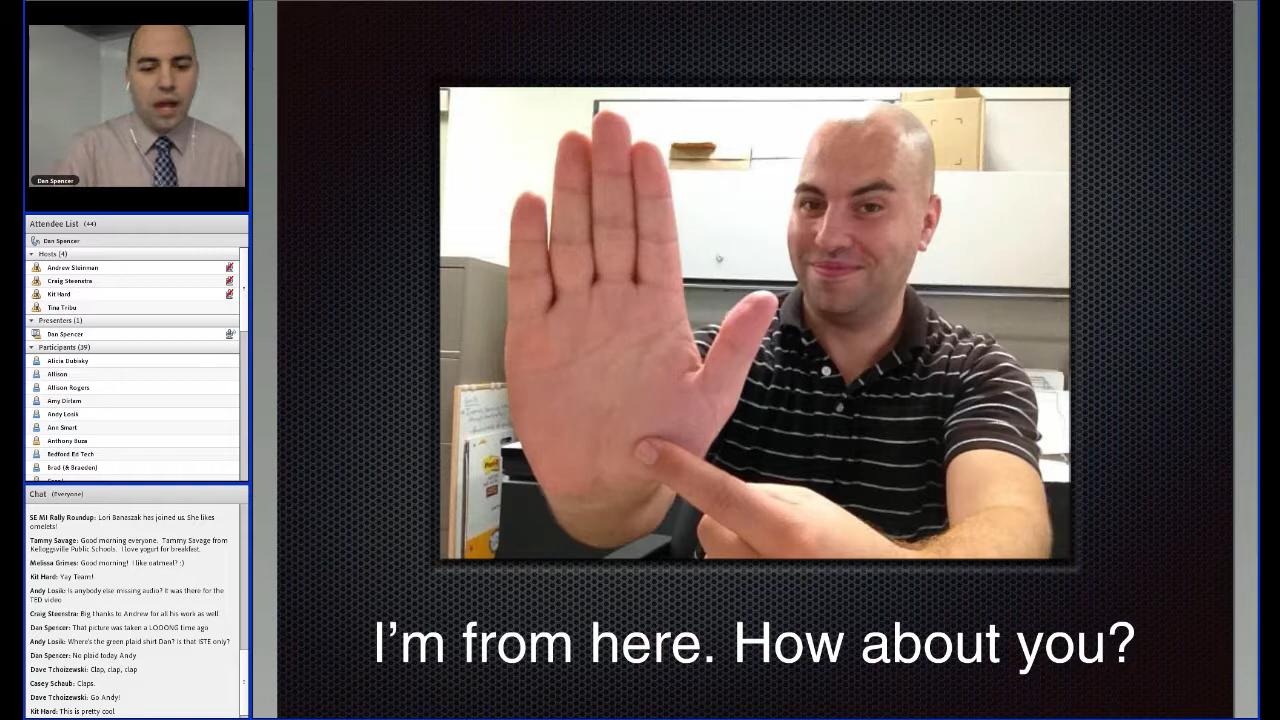 Dan Spencer
Attendee List (44)
Dan Spencer
Hosts (4)
Andrew Steinman
Craig Steenstra
Kit Hard
Tina Tribu
Presenters (1)
Dan Spencer
Participants (39)
Alicia Dubisky
Allison
Allison Rogers
Amy Dirlam
Andy Losik
Ann Smart
Anthony Buza
Bedford Ed Tech
Brad (& Braeden)
Chat (Everyone)
SE MI Rally Roundup: Lori Banaszak has joined us. She likes
omelets!
Tammy Savage: Good morning everyone. Tammy Savage from
Kelloggsville Public Schools. I love yogurt for breakfast.
Melissa Grimes: Good morning! I like oatmeal? :)
Kit Hard: Yay Team!
Andy Losik: Is anybody else missing audio? It was there for the
TED video
Craig Steenstra: Big thanks to Andrew for all his work as well
Dan Spencer: That picture was taken a LOOONG time ago
Andy Losik: Where's the green plaid shirt Dan? Is that ISTE only?
Dan Spencer: No plaid today Andy
Dave Tchoizewski: Clap, clap, clap
Casey Schaub: Claps.
Dave Tchoizewski: Go Andy!
Kit Hard: This is pretty cool
I'm from here. How about you?